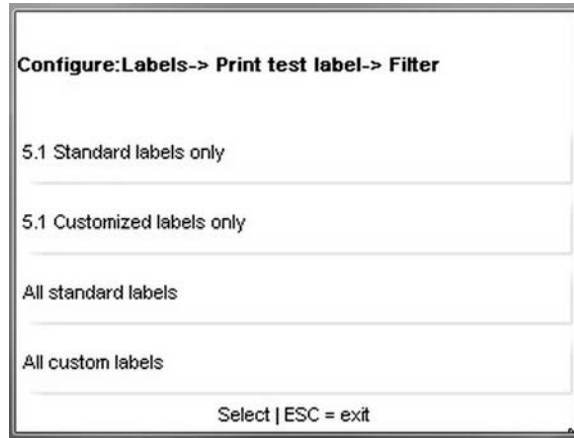 Configure:Labels-> Print test label-> Filter
5.1 Standard labels only
5.1 Customized labels only
All standard labels
All custom labels
Select | ESC = exit